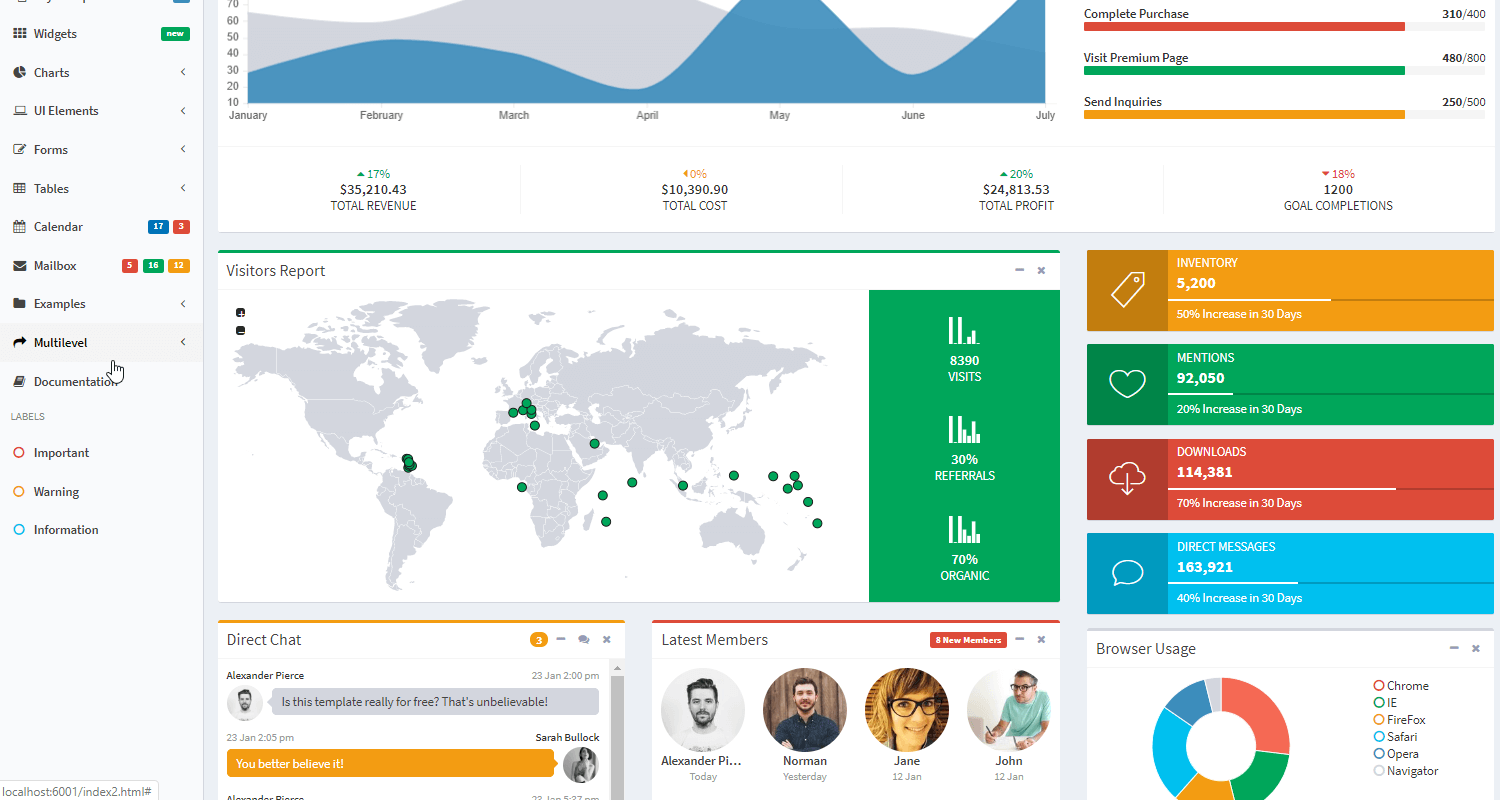 Widgets new
Charts
UI Elements
Forms
Tables
Calendar 17 3
Mailbox 5 16 12
Examples
Multilevel
Documentation
LABELS
Important
Warning
Information
localhost:6001/index2.html#
70
60
50
40
30
20
10
January February March April May June July
Complete Purchase 310/400
Visit Premium Page 480/800
Send Inquiries 250/500
17%
$35,210.43
TOTAL REVENUE
0%
$10,390.90
TOTAL COST
20%
$24,813.53
TOTAL PROFIT
18%
1200
GOAL COMPLETIONS
Visitors Report
+
−
8390
VISITS
30%
REFERRALS
70%
ORGANIC
INVENTORY
5,200
50% Increase in 30 Days
MENTIONS
92,050
20% Increase in 30 Days
DOWNLOADS
114,381
70% Increase in 30 Days
DIRECT MESSAGES
163,921
40% Increase in 30 Days
Direct Chat 3
Alexander Pierce 23 Jan 2:00 pm
Is this template really for free? That's unbelievable!
23 Jan 2:05 pm Sarah Bullock
You better believe it!
Alexander Pierce 23 Jan 5:37 pm
Latest Members 8 New Members
Alexander Pi...
Today
Norman
Yesterday
Jane
12 Jan
John
12 Jan
Browser Usage
Chrome
IE
FireFox
Safari
Opera
Navigator